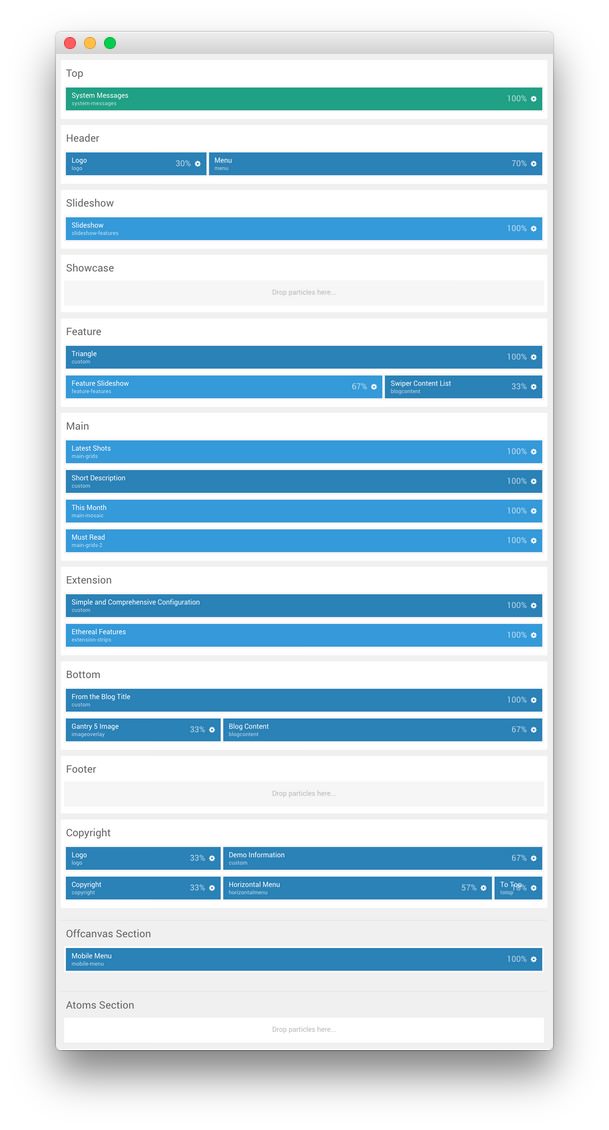 Top
System Messages 100%
system-messages
Header
Logo 30% Menu 70%
logo menu
Slideshow
Slideshow 100%
slideshow-features
Showcase
Drop particles here...
Feature
Triangle 100%
custom
Feature Slideshow 67% Swiper Content List 33%
feature-features blogcontent
Main
Latest Shots 100%
main-grids
Short Description 100%
custom
This Month 100%
main-mosaic
Must Read 100%
main-grids-2
Extension
Simple and Comprehensive Configuration 100%
custom
Ethereal Features 100%
extension-strips
Bottom
From the Blog Title 100%
custom
Gantry 5 Image 33% Blog Content 67%
imageoverlay blogcontent
Footer
Drop particles here...
Copyright
Logo 33% Demo Information 67%
logo custom
Copyright 33% Horizontal Menu 57% To Top
copyright horizontalmenu totop
Offcanvas Section
Mobile Menu 100%
mobile-menu
Atoms Section
Drop particles here...